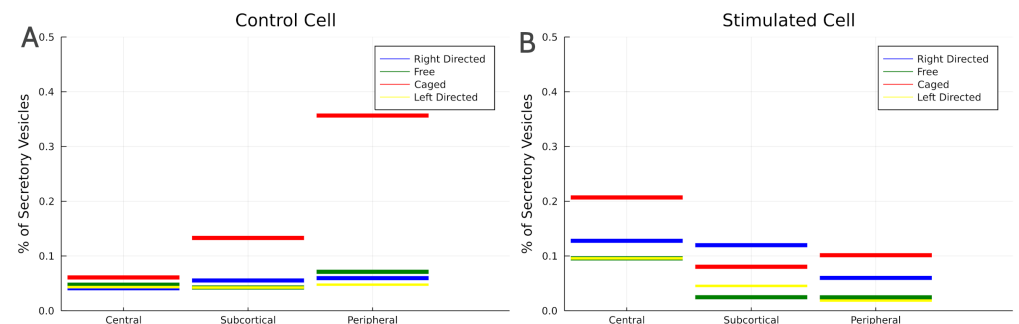 A
Control Cell
% of Secretory Vesicles
0.5
0.4
0.3
0.2
0.1
0.0
Right Directed
Free
Caged
Left Directed
Central
Subcortical
Peripheral
B
Stimulated Cell
% of Secretory Vesicles
0.5
0.4
0.3
0.2
0.1
0.0
Right Directed
Free
Caged
Left Directed
Central
Subcortical
Peripheral